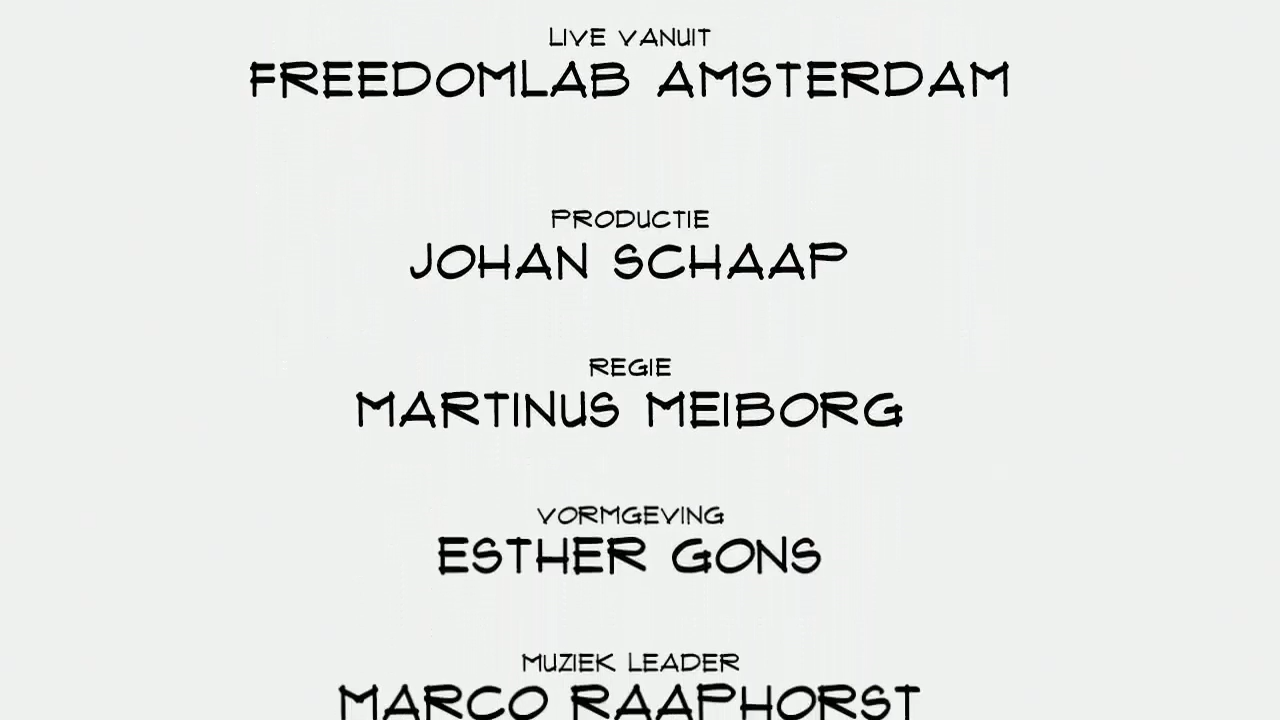 LIVE VANUIT
FREEDOMLAB AMSTERDAM
PRODUCTIE
JOHAN SCHAAP
REGIE
MARTINUS MEIBORG
VORMGEVING
ESTHER GONS
MUZIEK LEADER
MARCO RAAPHORST